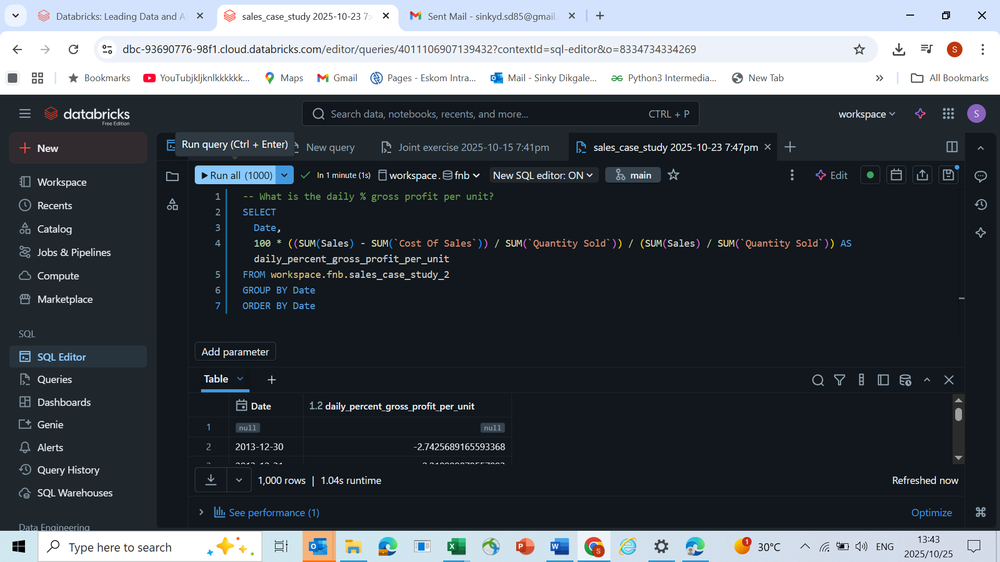 Databricks: Leading Data and A
sales_case_study 2025-10-23 7:4
Sent Mail - sinkyd.sd85@gmail.
dbc-93690776-98f1.cloud.databricks.com/editor/queries/4011106907139432?contextId=sql-editor&o=8334734334269
S
Bookmarks
YouTubjkljknlkkkkkk...
Maps
Gmail
Pages - Eskom Intra...
Mail - Sinky Dikgale...
Python3 Intermedia...
New Tab
All Bookmarks
databricks
Free Edition
Search data, notebooks, recents, and more...
CTRL + P
workspace
S
New
Run query (Ctrl + Enter)
New query
Joint exercise 2025-10-15 7:41pm
sales_case_study 2025-10-23 7:47pm
Run all (1000)
In 1 minute (1s)
workspace.
fnb
New SQL editor: ON
main
Edit
Workspace
Recents
Catalog
Jobs & Pipelines
Compute
Marketplace
SQL
SQL Editor
Queries
Dashboards
Genie
Alerts
Query History
SQL Warehouses
Data Engineering
1 -- What is the daily % gross profit per unit?
2 SELECT
3 Date,
4 100 * ((SUM(Sales) - SUM(`Cost Of Sales`)) / SUM(`Quantity Sold`)) / (SUM(Sales) / SUM(`Quantity Sold`)) AS
daily_percent_gross_profit_per_unit
5 FROM workspace.fnb.sales_case_study_2
6 GROUP BY Date
7 ORDER BY Date
Add parameter
Table
Date
1.2 daily_percent_gross_profit_per_unit
1 null null
2 2013-12-30 -2.7425689165593368
1,000 rows | 1.04s runtime
Refreshed now
See performance (1)
Optimize
Type here to search
1
30°C
ENG
13:43
2025/10/25